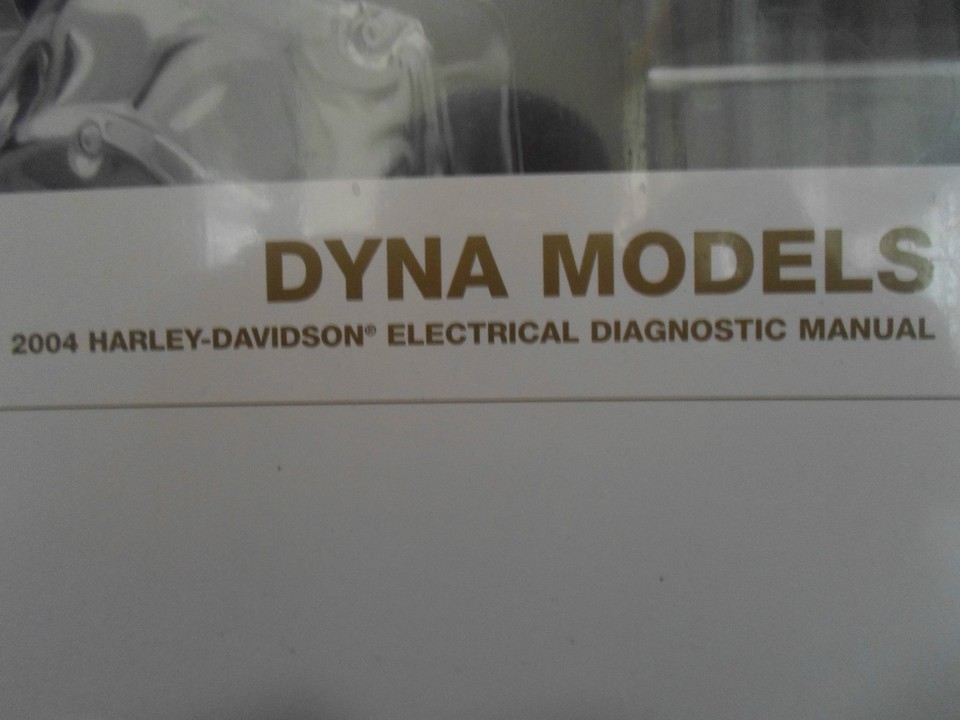 DYNA MODELS
2004 HARLEY-DAVIDSON® ELECTRICAL DIAGNOSTIC MANUAL